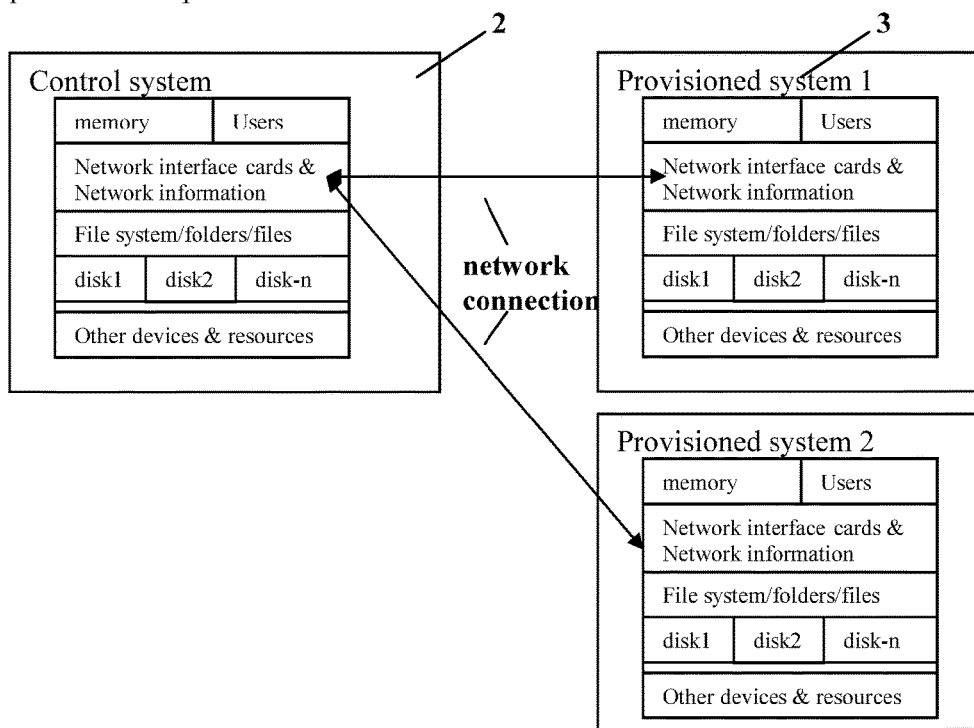 2
3
Control system
memory Users
Network interface cards &
Network information
File system/folders/files
disk1 disk2 disk-n
Other devices & resources
network
connection
Provisioned system 1
memory Users
Network interface cards &
Network information
File system/folders/files
disk1 disk2 disk-n
Other devices & resources
Provisioned system 2
memory Users
Network interface cards &
Network information
File system/folders/files
disk1 disk2 disk-n
Other devices & resources